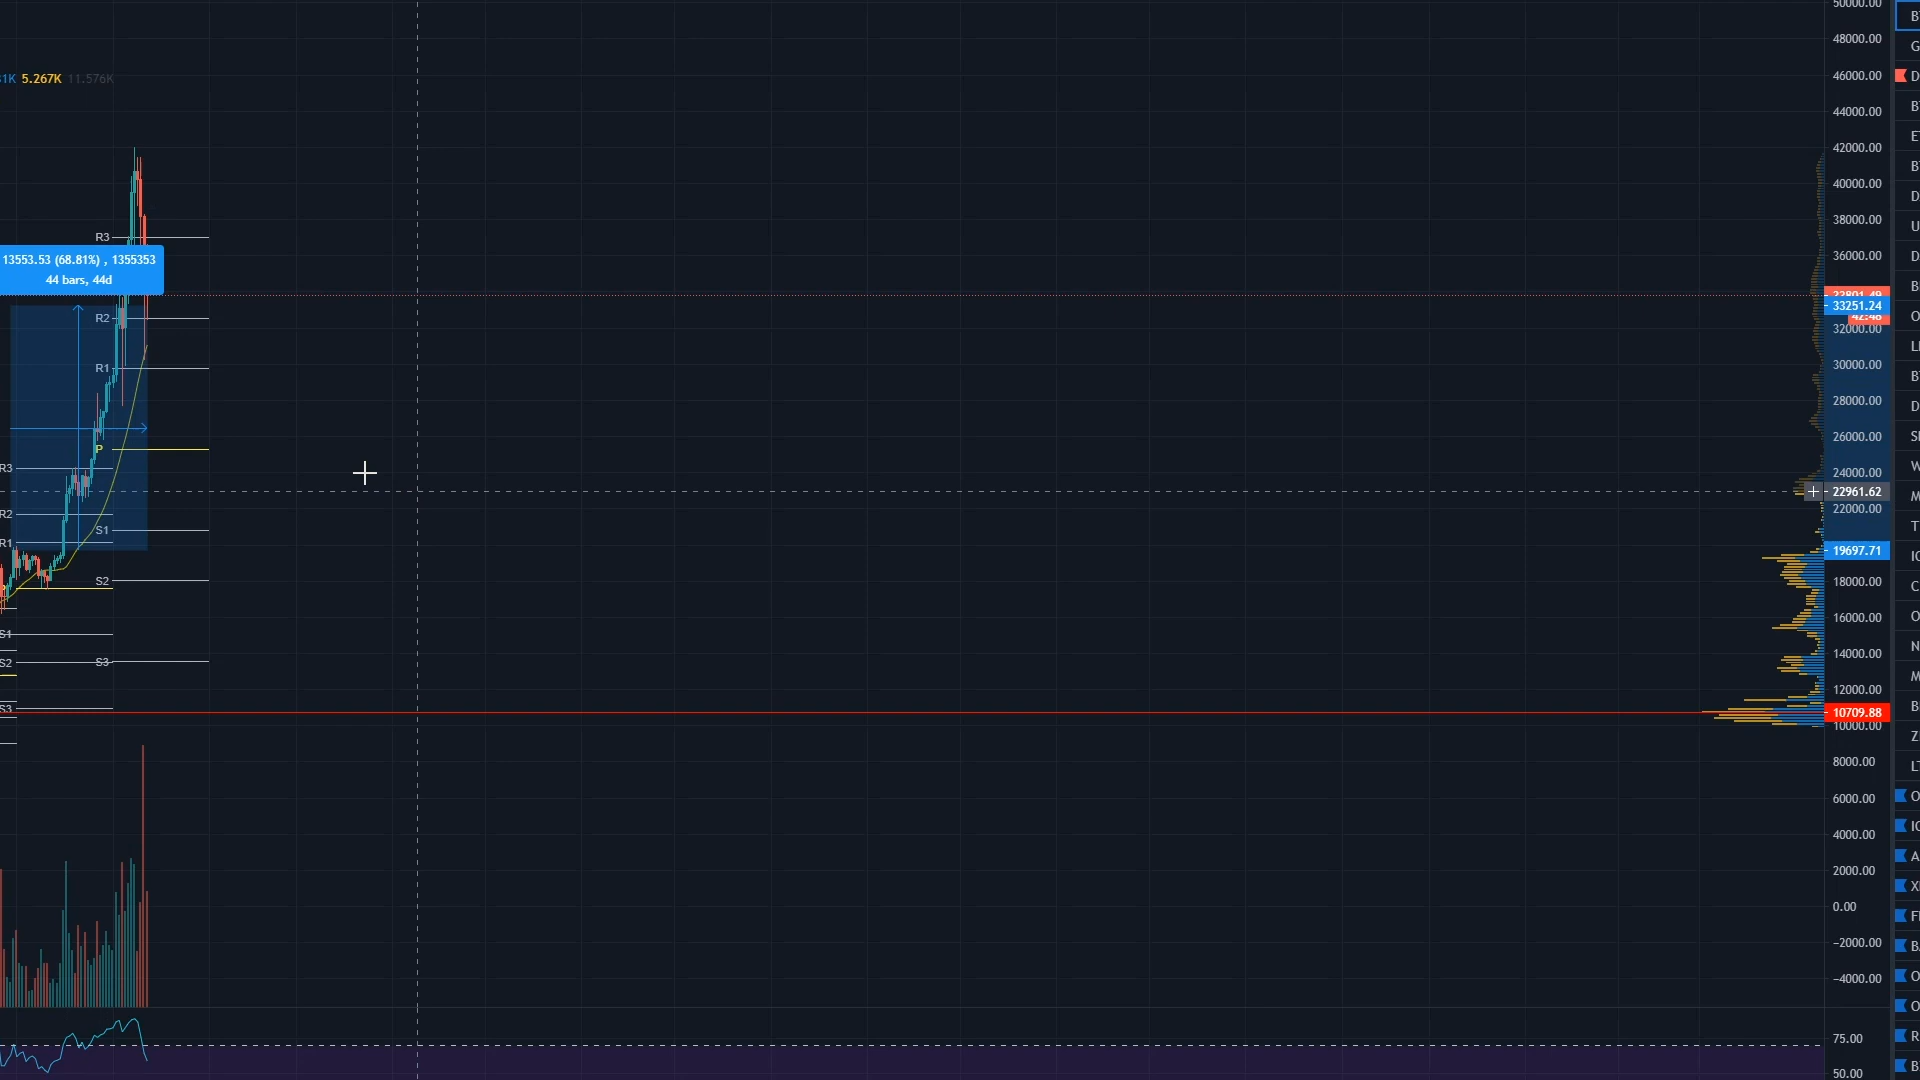 5.267K 11.576K
13553.53 (68.81%) , 1355353
44 bars, 44d
R3
R2
R1
P
S1
S2
S3
R3
R2
R1
S1
S2
S3
50000.00
48000.00
46000.00
44000.00
42000.00
40000.00
38000.00
36000.00
33251.24
32000.00
30000.00
28000.00
26000.00
24000.00
22961.62
22000.00
19697.71
18000.00
16000.00
14000.00
12000.00
10709.88
10000.00
8000.00
6000.00
4000.00
2000.00
0.00
−2000.00
−4000.00
75.00
50.00